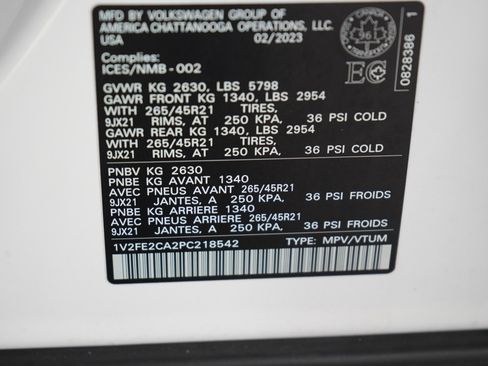 MFD BY VOLKSWAGEN GROUP OF
AMERICA CHATTANOOGA OPERATIONS, LLC.
USA 02/2023
Complies:
ICES/NMB-002
GVWR KG 2630, LBS 5798
GAWR FRONT KG 1340, LBS 2954
WITH 265/45R21 TIRES,
9JX21 RIMS, AT 250 KPA, 36 PSI COLD
GAWR REAR KG 1340, LBS 2954
WITH 265/45R21 TIRES,
9JX21 RIMS, AT 250 KPA, 36 PSI COLD
PNBV KG 2630
PNBE KG AVANT 1340
AVEC PNEUS AVANT 265/45R21
9JX21 JANTES, A 250 KPA, 36 PSI FROIDS
PNBE KG ARRIERE 1340
AVEC PNEUS ARRIERE 265/45R21
9JX21 JANTES, A 250 KPA, 36 PSI FROIDS
1V2FE2CA2PC218542 TYPE: MPV/VTUM
96
EC
0828386 1